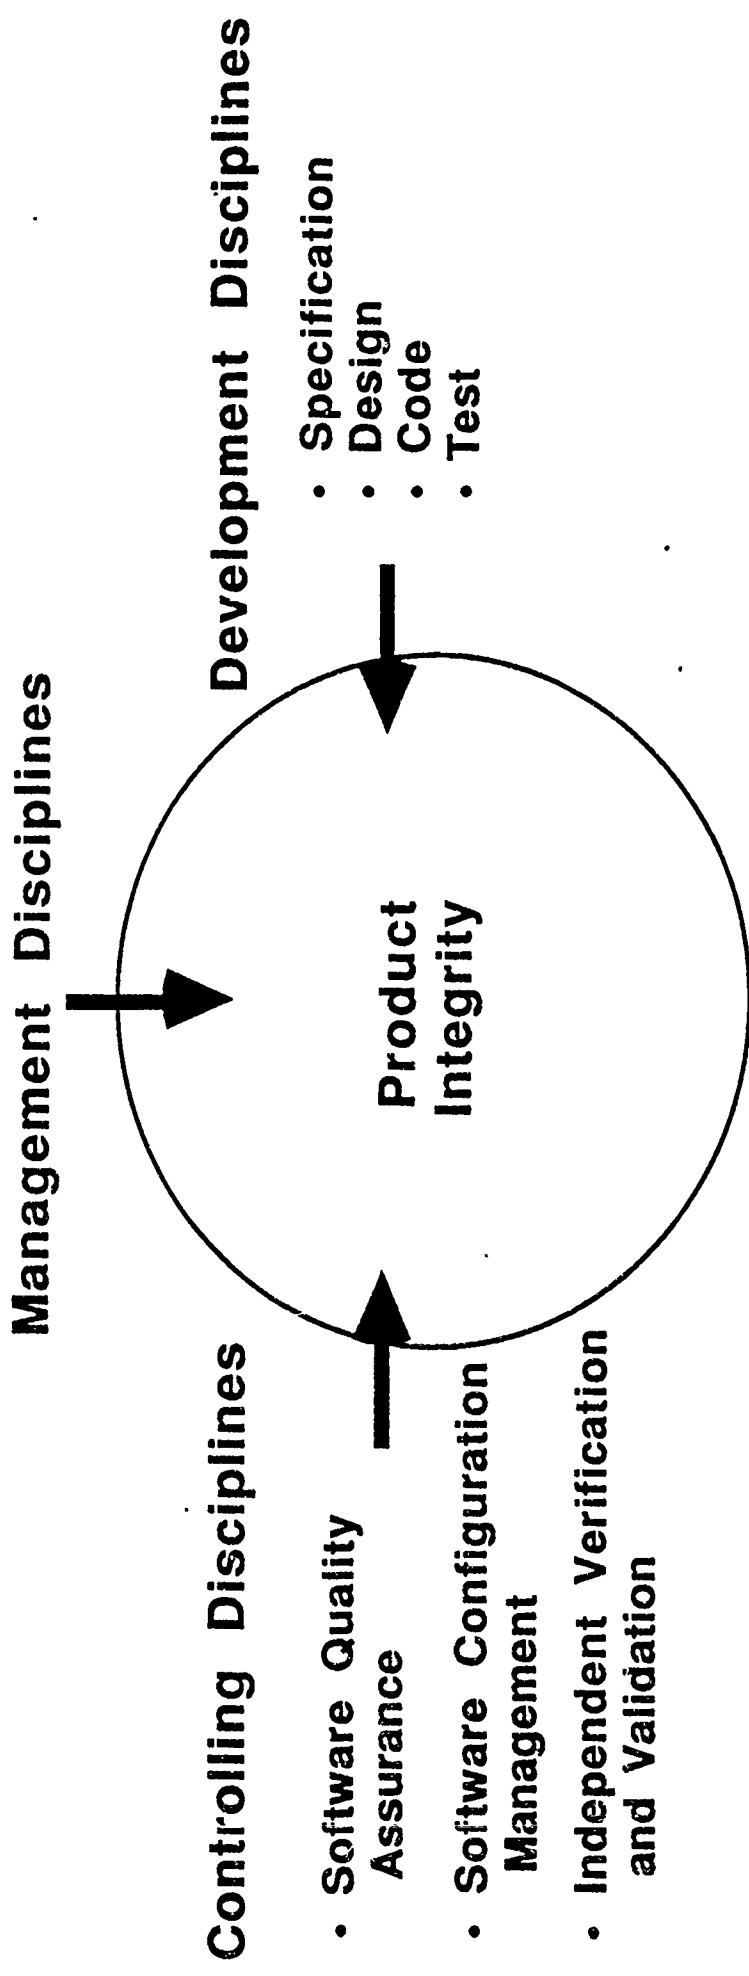 Management Disciplines
Controlling Disciplines
• Software Quality
Assurance
• Software Configuration
Management
• Independent Verification
and Validation
Product
Integrity
Development Disciplines
• Specification
• Design
• Code
• Test